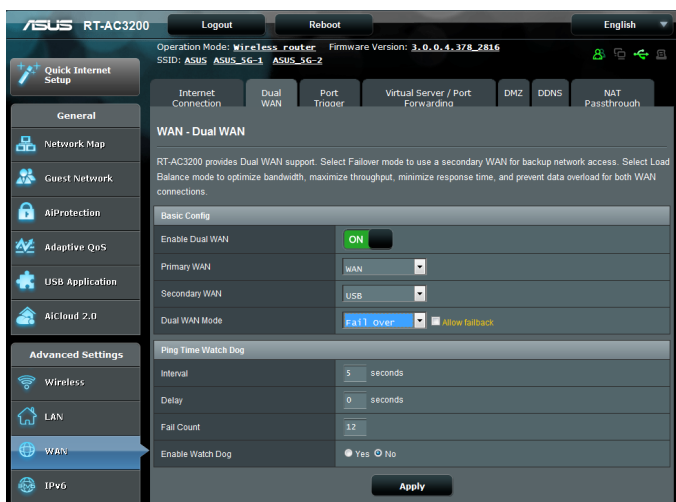 ASUS RT-AC3200
Logout
Reboot
English
Operation Mode: Wireless router Firmware Version: 3.0.0.4.378_2816
SSID: ASUS ASUS_5G-1 ASUS_5G-2
Quick Internet
Setup
Internet
Connection
Dual
WAN
Port
Trigger
Virtual Server / Port
Forwarding
DMZ
DDNS
NAT
Passthrough
General
Network Map
Guest Network
AiProtection
Adaptive QoS
USB Application
AiCloud 2.0
Advanced Settings
Wireless
LAN
WAN
IPv6
WAN - Dual WAN
RT-AC3200 provides Dual WAN support. Select Failover mode to use a secondary WAN for backup network access. Select Load
Balance mode to optimize bandwidth, maximize throughput, minimize response time, and prevent data overload for both WAN
connections.
Basic Config
Enable Dual WAN
ON
Primary WAN
WAN
Secondary WAN
USB
Dual WAN Mode
Fail Over
Allow failback
Ping Time Watch Dog
Interval
5 seconds
Delay
0 seconds
Fail Count
12
Enable Watch Dog
Yes No
Apply